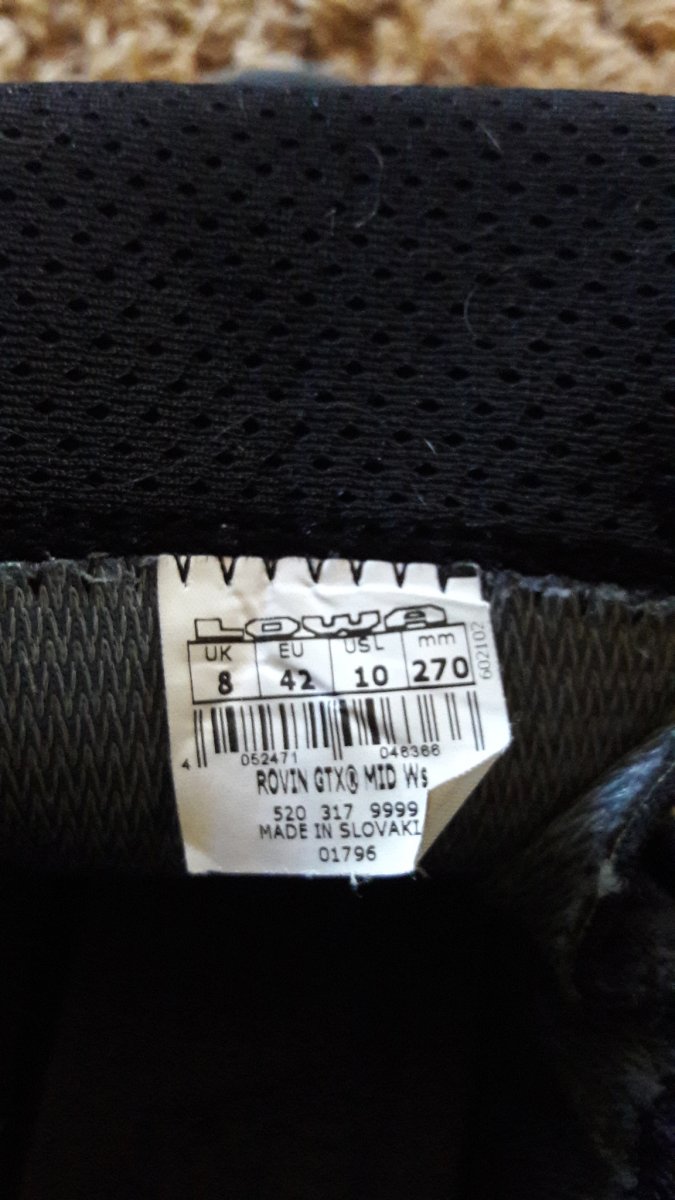 LOWA
UK EU USL mm
8 42 10 270
602102
4 052471 046366
ROVIN GTX® MID Ws
520 317 9999
MADE IN SLOVAKI
01796